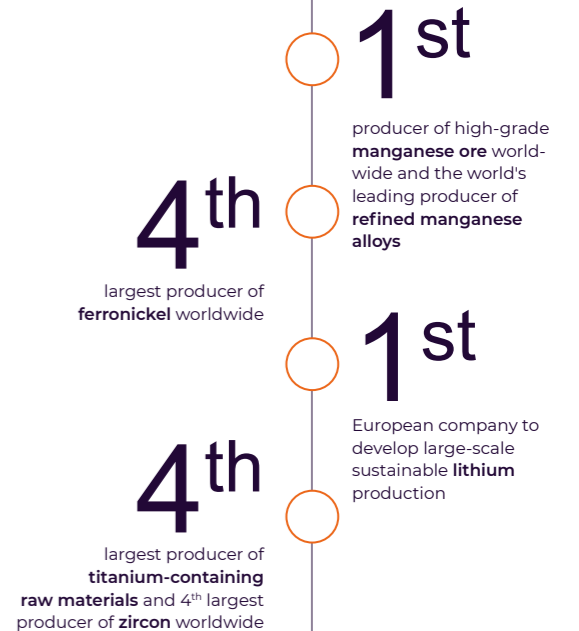 1st
producer of high-grade
manganese ore world-
wide and the world's
leading producer of
refined manganese
alloys
4th
largest producer of
ferronickel worldwide
1st
European company to
develop large-scale
sustainable lithium
production
4th
largest producer of
titanium-containing
raw materials and 4th largest
producer of zircon worldwide